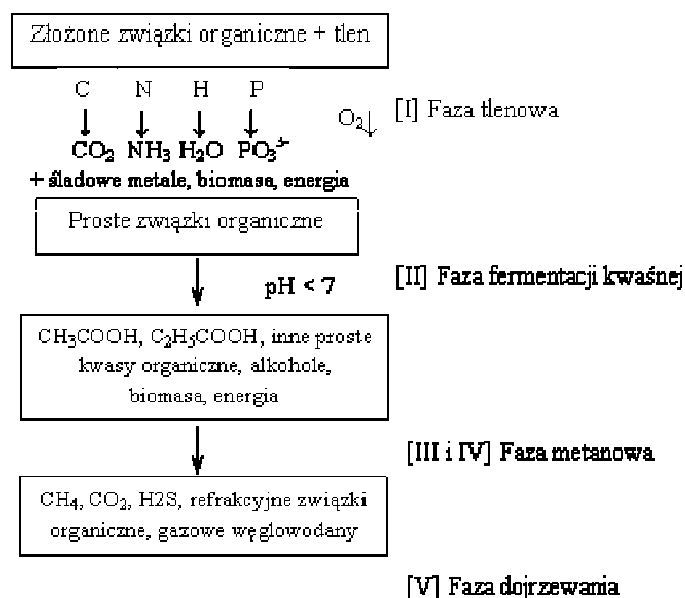 Złożone związki organiczne + tlen
C N H P
O₂↓ [I] Faza tlenowa
CO₂ NH₃ H₂O PO₃⁴⁻
+ śladowe metale, biomasa, energia
Proste związki organiczne
pH < 7 [II] Faza fermentacji kwaśnej
CH₃COOH, C₂H₅COOH, inne proste
kwasy organiczne, alkohole,
biomasa, energia
[III i IV] Faza metanowa
CH₄, CO₂, H2S, refrakcyjne związki
organiczne, gazowe węglowodany
[V] Faza dojrzewania